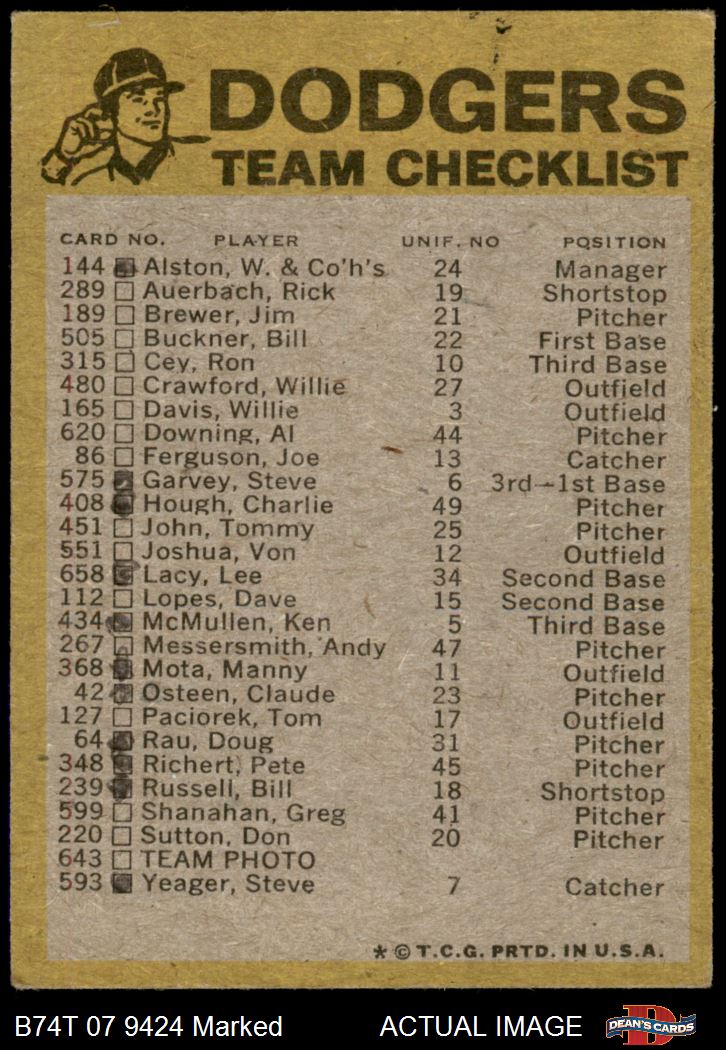 DODGERS
TEAM CHECKLIST
CARD NO. PLAYER UNIF. NO POSITION
144 Alston, W. & Co'h's 24 Manager
289 Auerbach, Rick 19 Shortstop
189 Brewer, Jim 21 Pitcher
505 Buckner, Bill 22 First Base
315 Cey, Ron 10 Third Base
480 Crawford, Willie 27 Outfield
165 Davis, Willie 3 Outfield
620 Downing, Al 44 Pitcher
86 Ferguson, Joe 13 Catcher
575 Garvey, Steve 6 3rd—1st Base
408 Hough, Charlie 49 Pitcher
451 John, Tommy 25 Pitcher
551 Joshua, Von 12 Outfield
658 Lacy, Lee 34 Second Base
112 Lopes, Dave 15 Second Base
434 McMullen, Ken 5 Third Base
267 Messersmith, Andy 47 Pitcher
368 Mota, Manny 11 Outfield
42 Osteen, Claude 23 Pitcher
127 Paciorek, Tom 17 Outfield
64 Rau, Doug 31 Pitcher
348 Richert, Pete 45 Pitcher
239 Russell, Bill 18 Shortstop
599 Shanahan, Greg 41 Pitcher
220 Sutton, Don 20 Pitcher
643 TEAM PHOTO
593 Yeager, Steve 7 Catcher
* © T.C.G. PRTD. IN U.S.A.
B74T 07 9424 Marked ACTUAL IMAGE DEAN'S CARDS